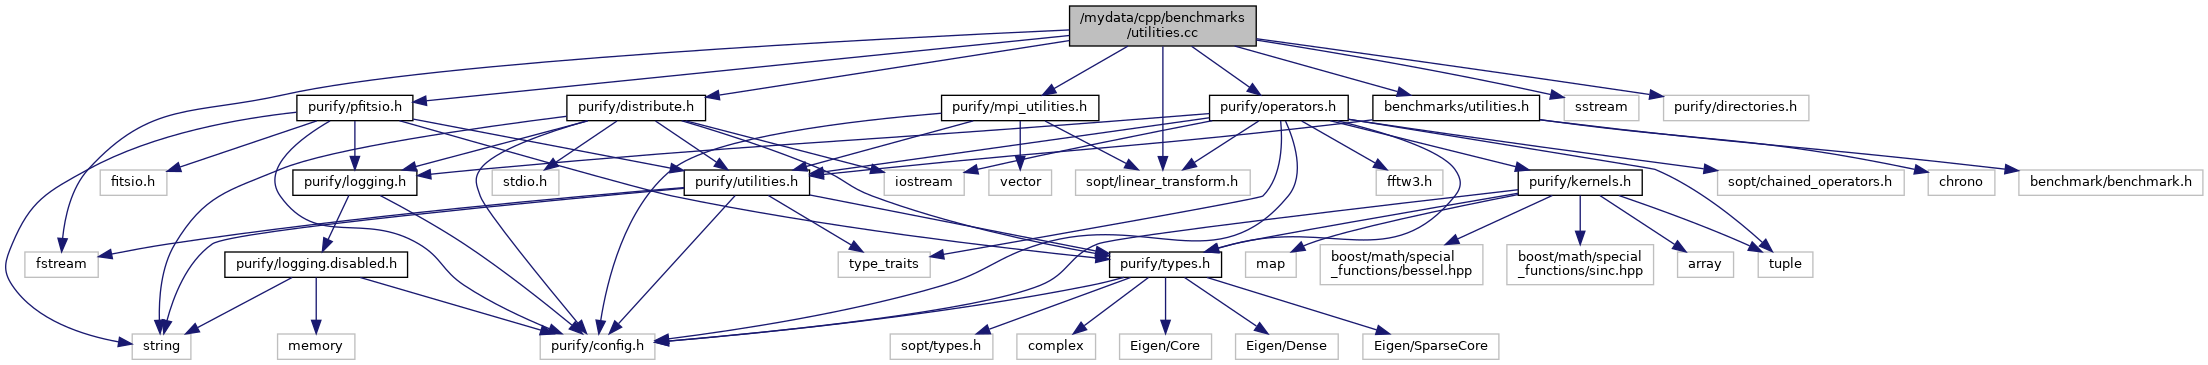 /mydata/cpp/benchmarks
/utilities.cc
purify/pfitsio.h
purify/distribute.h
purify/mpi_utilities.h
purify/operators.h
benchmarks/utilities.h
sstream
purify/directories.h
fitsio.h
purify/logging.h
stdio.h
purify/utilities.h
iostream
vector
sopt/linear_transform.h
fftw3.h
purify/kernels.h
sopt/chained_operators.h
chrono
benchmark/benchmark.h
fstream
purify/logging.disabled.h
type_traits
purify/types.h
map
boost/math/special
_functions/bessel.hpp
boost/math/special
_functions/sinc.hpp
array
tuple
string
memory
purify/config.h
sopt/types.h
complex
Eigen/Core
Eigen/Dense
Eigen/SparseCore